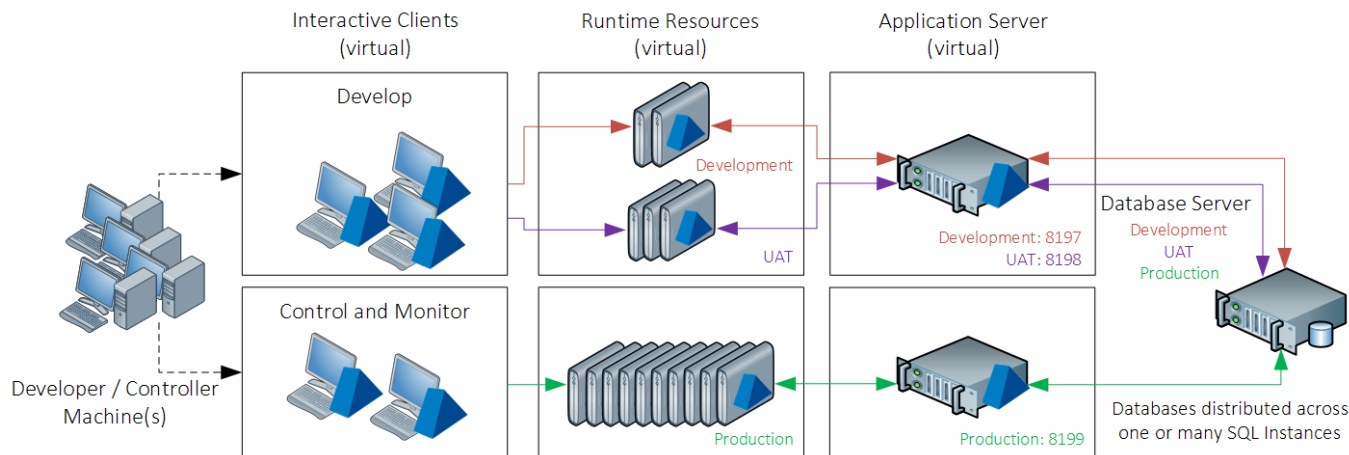 Interactive Clients
(virtual)
Runtime Resources
(virtual)
Application Server
(virtual)
Develop
Development
UAT
Development: 8197
UAT: 8198
Database Server
Development
UAT
Production
Control and Monitor
Production
Production: 8199
Developer / Controller
Machine(s)
Databases distributed across
one or many SQL Instances